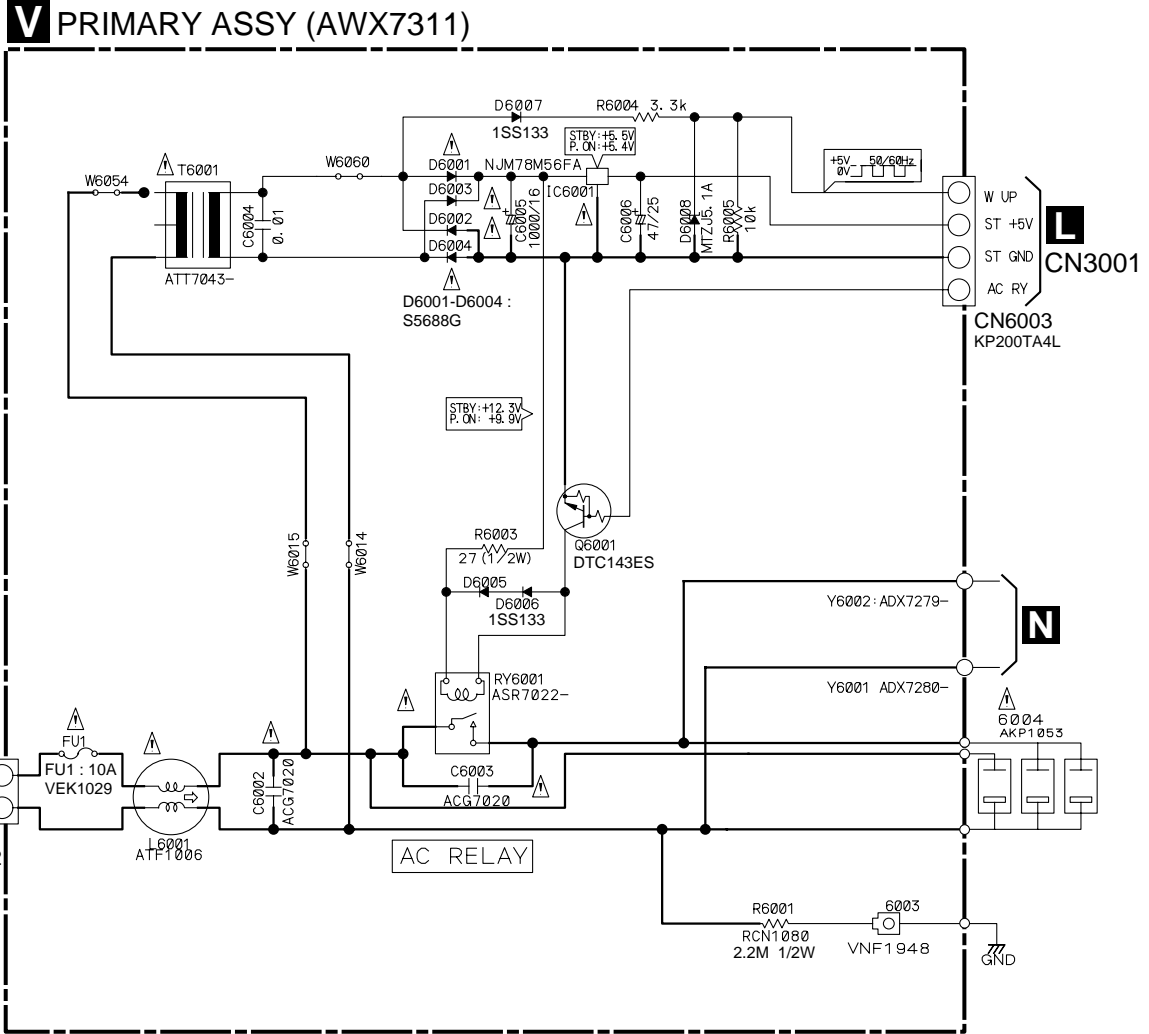 V PRIMARY ASSY (AWX7311)
D6007
1SS133
R6004 3.3k
STBY:+5.5V
P.ON:+5.4V
+5V
0V
50/60Hz
W6054
T6001
W6060
D6001
NJM78M56FA
D6003
IC6001
D6002
D6004
C6004
0.01
C6005
1000/16
C6006
47/25
D6008
MTZJ5.1A
R6005
10k
ATT7043-
D6001-D6004 :
S5688G
W UP
ST +5V
ST GND
AC RY
L
CN3001
CN6003
KP200TA4L
STBY:+12.3V
P.ON: +9.9V
W6015
W6014
R6003
27 (1/2W)
Q6001
DTC143ES
D6005
D6006
1SS133
Y6002:ADX7279-
N
Y6001 ADX7280-
RY6001
ASR7022-
6004
AKP1053
FU1
FU1 : 10A
VEK1029
L6001
ATF1006
C6002
ACG7020
C6003
ACG7020
AC RELAY
R6001
RCN1080
2.2M 1/2W
6003
VNF1948
GND